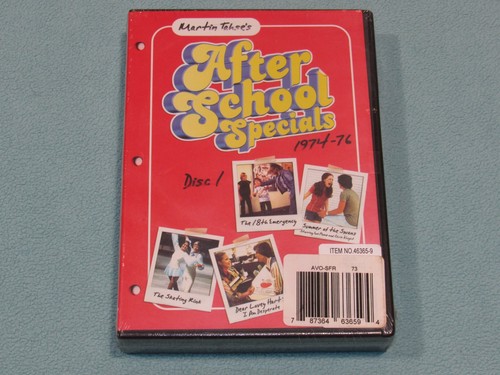 Martin Tahse's
After
School
Specials
1974-76
Disc 1
The 18th Emergency
Summer of the Swans
The Skating Rink
Dear Lovey Hart
I Am Desperate
ITEM NO.46365-9
AVO-SFR 73
7 87364 63659 4